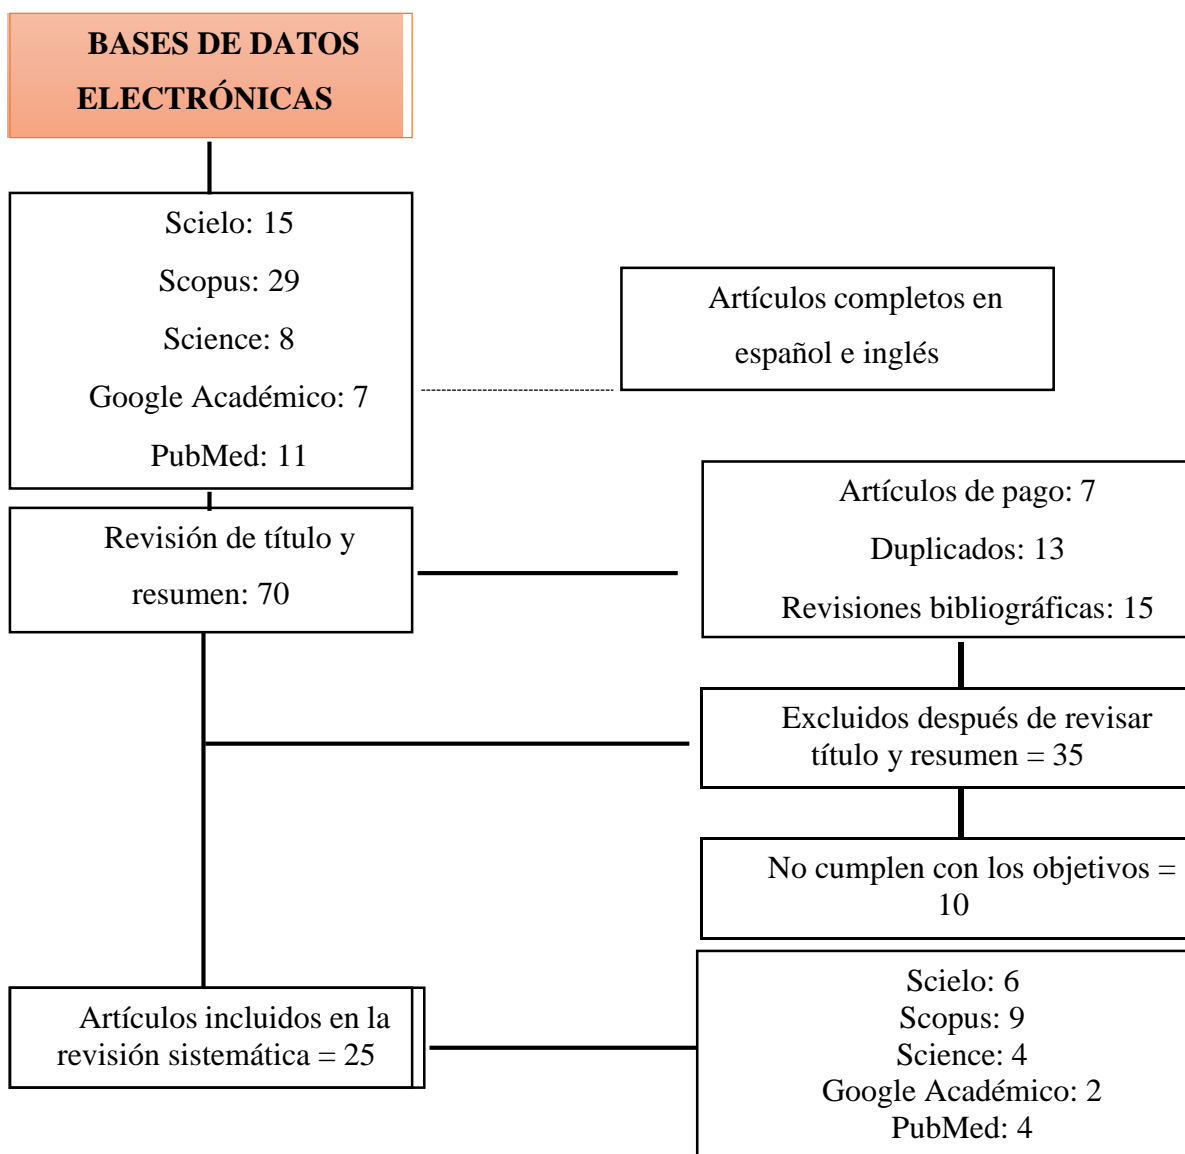 BASES DE DATOS
ELECTRÓNICAS
Scielo: 15
Scopus: 29
Science: 8
Google Académico: 7
PubMed: 11
Artículos completos en
español e inglés
Revisión de título y
resumen: 70
Artículos de pago: 7
Duplicados: 13
Revisiones bibliográficas: 15
Excluidos después de revisar
título y resumen = 35
No cumplen con los objetivos =
10
Artículos incluidos en la
revisión sistemática = 25
Scielo: 6
Scopus: 9
Science: 4
Google Académico: 2
PubMed: 4